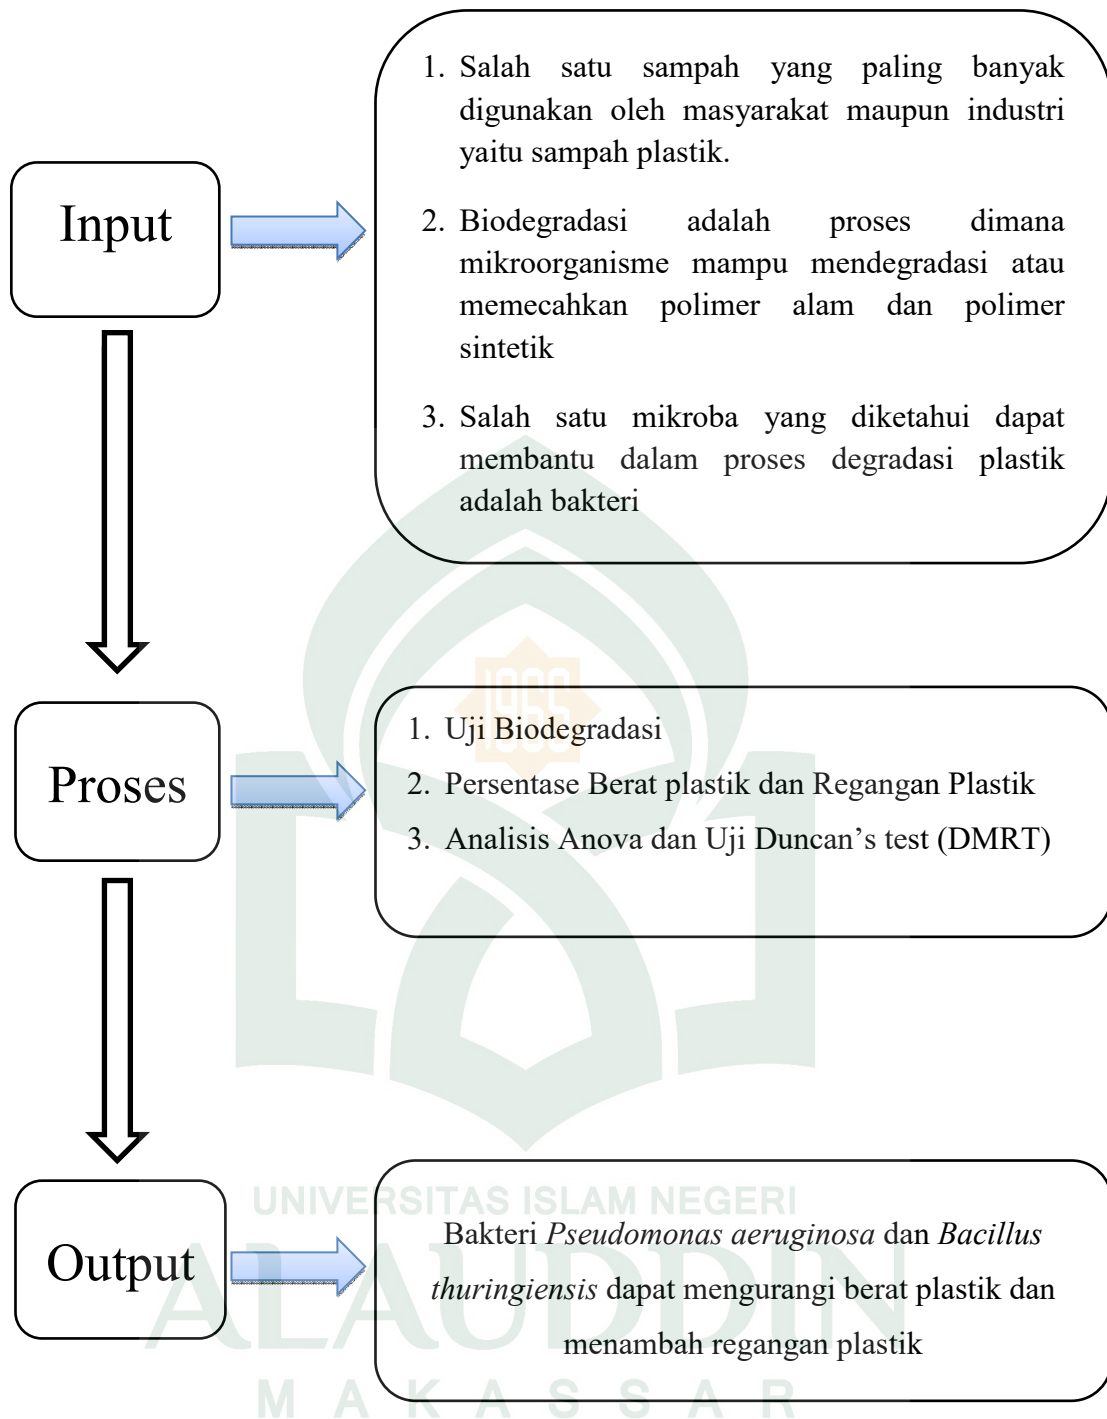 Input
1. Salah satu sampah yang paling banyak
digunakan oleh masyarakat maupun industri
yaitu sampah plastik.
2. Biodegradasi adalah proses dimana
mikroorganisme mampu mendegradasi atau
memecahkan polimer alam dan polimer
sintetik
3. Salah satu mikroba yang diketahui dapat
membantu dalam proses degradasi plastik
adalah bakteri
1965
Proses
1. Uji Biodegradasi
2. Persentase Berat plastik dan Regangan Plastik
3. Analisis Anova dan Uji Duncan’s test (DMRT)
UNIVERSITAS ISLAM NEGERI
Output
Bakteri Pseudomonas aeruginosa dan Bacillus
thuringiensis dapat mengurangi berat plastik dan
menambah regangan plastik
ALAUDDIN
MAKASSAR